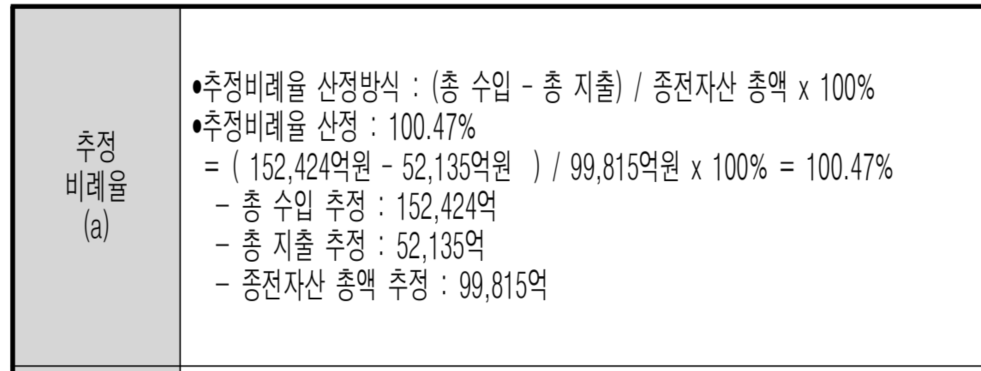 추정
비례율
(a)
•추정비례율 산정방식 : (총 수입 - 총 지출) / 종전자산 총액 x 100%
•추정비례율 산정 : 100.47%
= ( 152,424억원 - 52,135억원 ) / 99,815억원 x 100% = 100.47%
- 총 수입 추정 : 152,424억
- 총 지출 추정 : 52,135억
- 종전자산 총액 추정 : 99,815억